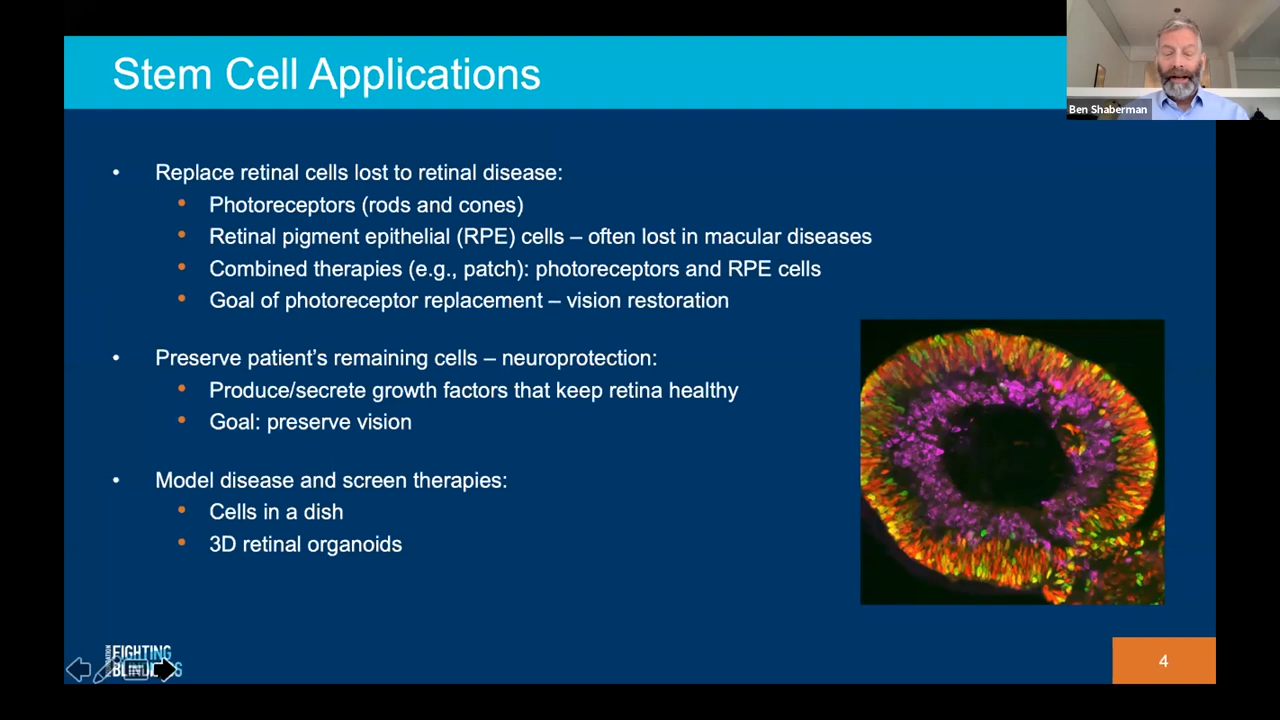 Stem Cell Applications
Ben Shaberman
• Replace retinal cells lost to retinal disease:
• Photoreceptors (rods and cones)
• Retinal pigment epithelial (RPE) cells – often lost in macular diseases
• Combined therapies (e.g., patch): photoreceptors and RPE cells
• Goal of photoreceptor replacement – vision restoration
• Preserve patient’s remaining cells – neuroprotection:
• Produce/secrete growth factors that keep retina healthy
• Goal: preserve vision
• Model disease and screen therapies:
• Cells in a dish
• 3D retinal organoids
FIGHTING
4